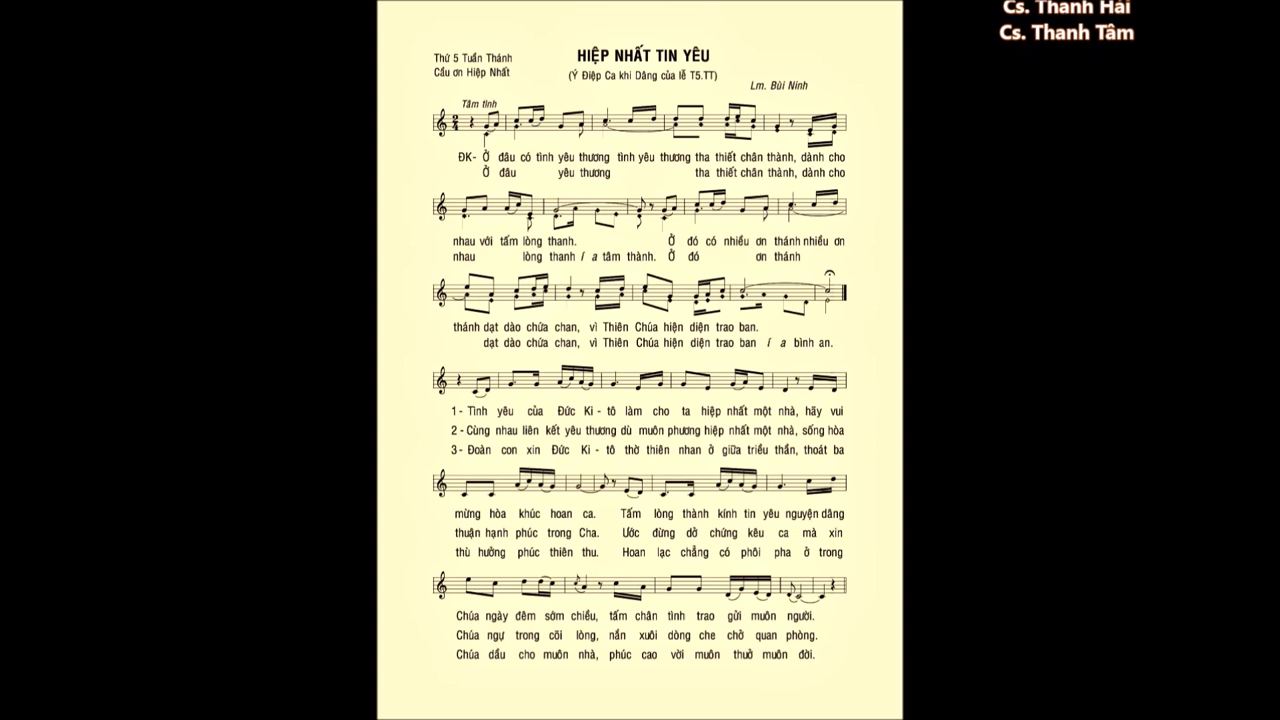 Cs. Thanh Hải
Cs. Thanh Tâm
Thứ 5 Tuần Thánh
Cầu ơn Hiệp Nhất
HIỆP NHẤT TIN YÊU
(Ý Điệp Ca khi Dâng của lễ T5.TT)
Lm. Bùi Ninh
Tâm tình
ĐK- Ở đâu có tình yêu thương tình yêu thương tha thiết chân thành, dành cho
Ở đâu yêu thương tha thiết chân thành, dành cho
nhau với tấm lòng thanh. Ở đó có nhiều ơn thánh nhiều ơn
nhau lòng thanh í a tâm thành. Ở đó ơn thánh
thánh dạt dào chứa chan, vì Thiên Chúa hiện diện trao ban.
dạt dào chứa chan, vì Thiên Chúa hiện diện trao ban í a bình an.
1- Tình yêu của Đức Ki - tô làm cho ta hiệp nhất một nhà, hãy vui
2 - Cùng nhau liên kết yêu thương dù muôn phương hiệp nhất một nhà, sống hòa
3 - Đoàn con xin Đức Ki - tô thờ thiên nhan ở giữa triều thần, thoát ba
mừng hòa khúc hoan ca. Tấm lòng thành kính tin yêu nguyện dâng
thuận hạnh phúc trong Cha. Ước đừng dở chứng kêu ca mà xin
thù hưởng phúc thiên thu. Hoan lạc chẳng có phôi pha ở trong
Chúa ngày đêm sớm chiều, tấm chân tình trao gửi muôn người.
Chúa ngự trong cõi lòng, nắn xuôi dòng che chở quan phòng.
Chúa dầu cho muôn nhà, phúc cao vời muôn thuở muôn đời.